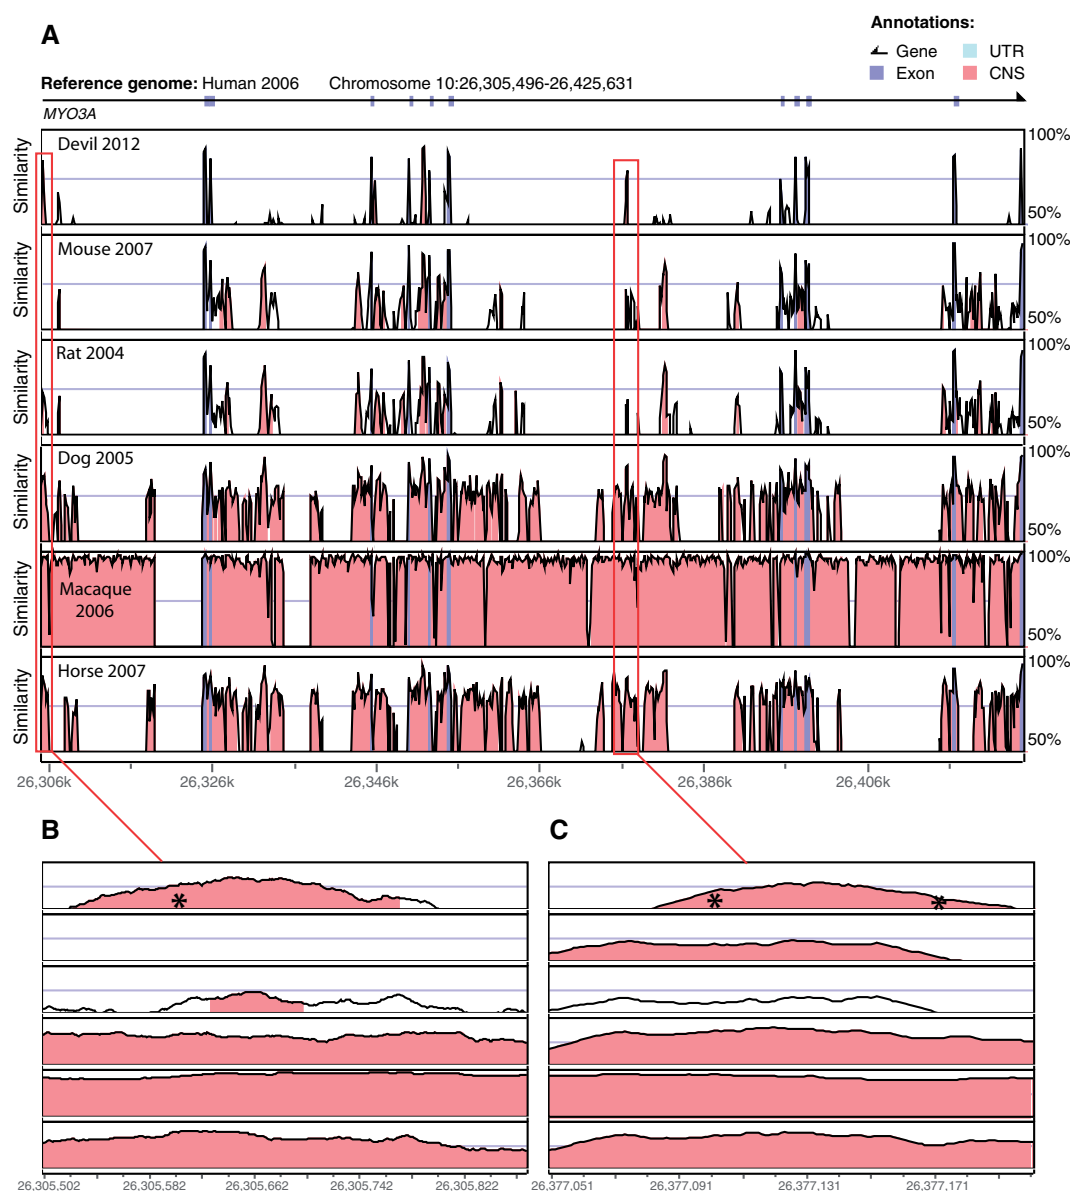 A
Annotations:
Gene UTR
Exon CNS
Reference genome: Human 2006 Chromosome 10:26,305,496-26,425,631
MYO3A
Similarity Devil 2012 100% 50%
Similarity Mouse 2007 100% 50%
Similarity Rat 2004 100% 50%
Similarity Dog 2005 100% 50%
Similarity Macaque 2006 100% 50%
Similarity Horse 2007 100% 50%
26,306k 26,326k 26,346k 26,366k 26,386k 26,406k
B C
* * *
26,305,502 26,305,582 26,305,662 26,305,742 26,305,822 26,377,051 26,377,091 26,377,131 26,377,171